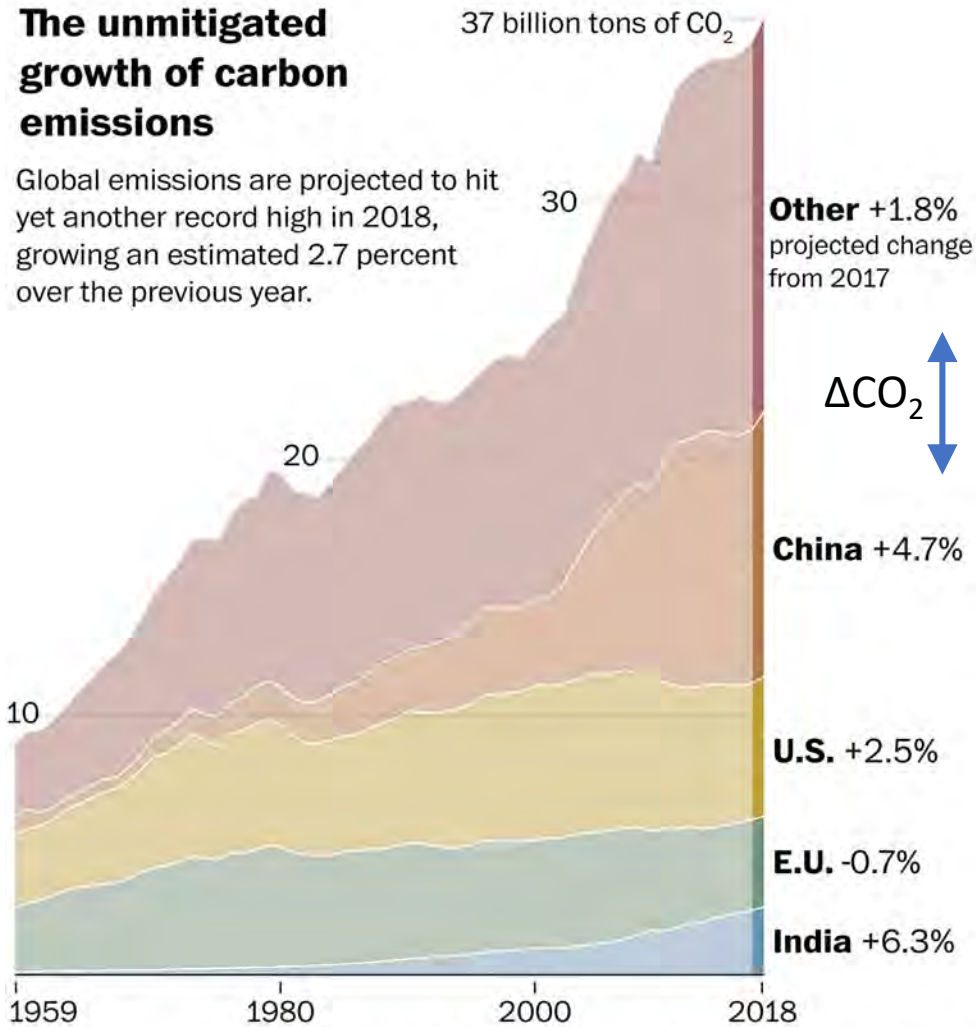 The unmitigated
growth of carbon
emissions
Global emissions are projected to hit
yet another record high in 2018,
growing an estimated 2.7 percent
over the previous year.
37 billion tons of CO₂
30
20
10
Other +1.8%
projected change
from 2017
ΔCO₂
China +4.7%
U.S. +2.5%
E.U. -0.7%
India +6.3%
1959
1980
2000
2018